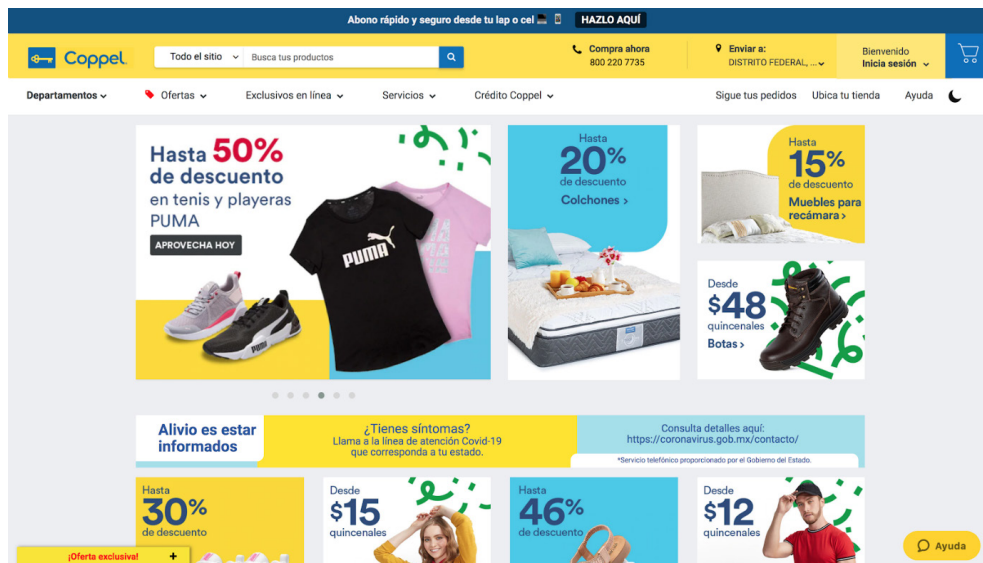 Abono rápido y seguro desde tu lap o cel HAZLO AQUÍ
Coppel.
Todo el sitio
Busca tus productos
Compra ahora
800 220 7735
Enviar a:
DISTRITO FEDERAL, ...
Bienvenido
Inicia sesión
Departamentos
Ofertas
Exclusivos en línea
Servicios
Crédito Coppel
Sigue tus pedidos
Ubica tu tienda
Ayuda
Hasta 50%
de descuento
en tenis y playeras
PUMA
APROVECHA HOY
PUMA
PUMA
Hasta
20%
de descuento
Colchones >
Hasta
15%
de descuento
Muebles para
recámara >
Desde
$48
quincenales
Botas >
Alivio es estar
informados
¿Tienes síntomas?
Llama a la línea de atención Covid-19
que corresponda a tu estado.
Consulta detalles aquí:
https://coronavirus.gob.mx/contacto/
*Servicio telefónico proporcionado por el Gobierno del Estado.
Hasta
30%
de descuento
Desde
$15
quincenales
Hasta
46%
de descuento
Desde
$12
quincenales
¡Oferta exclusiva! +
Ayuda